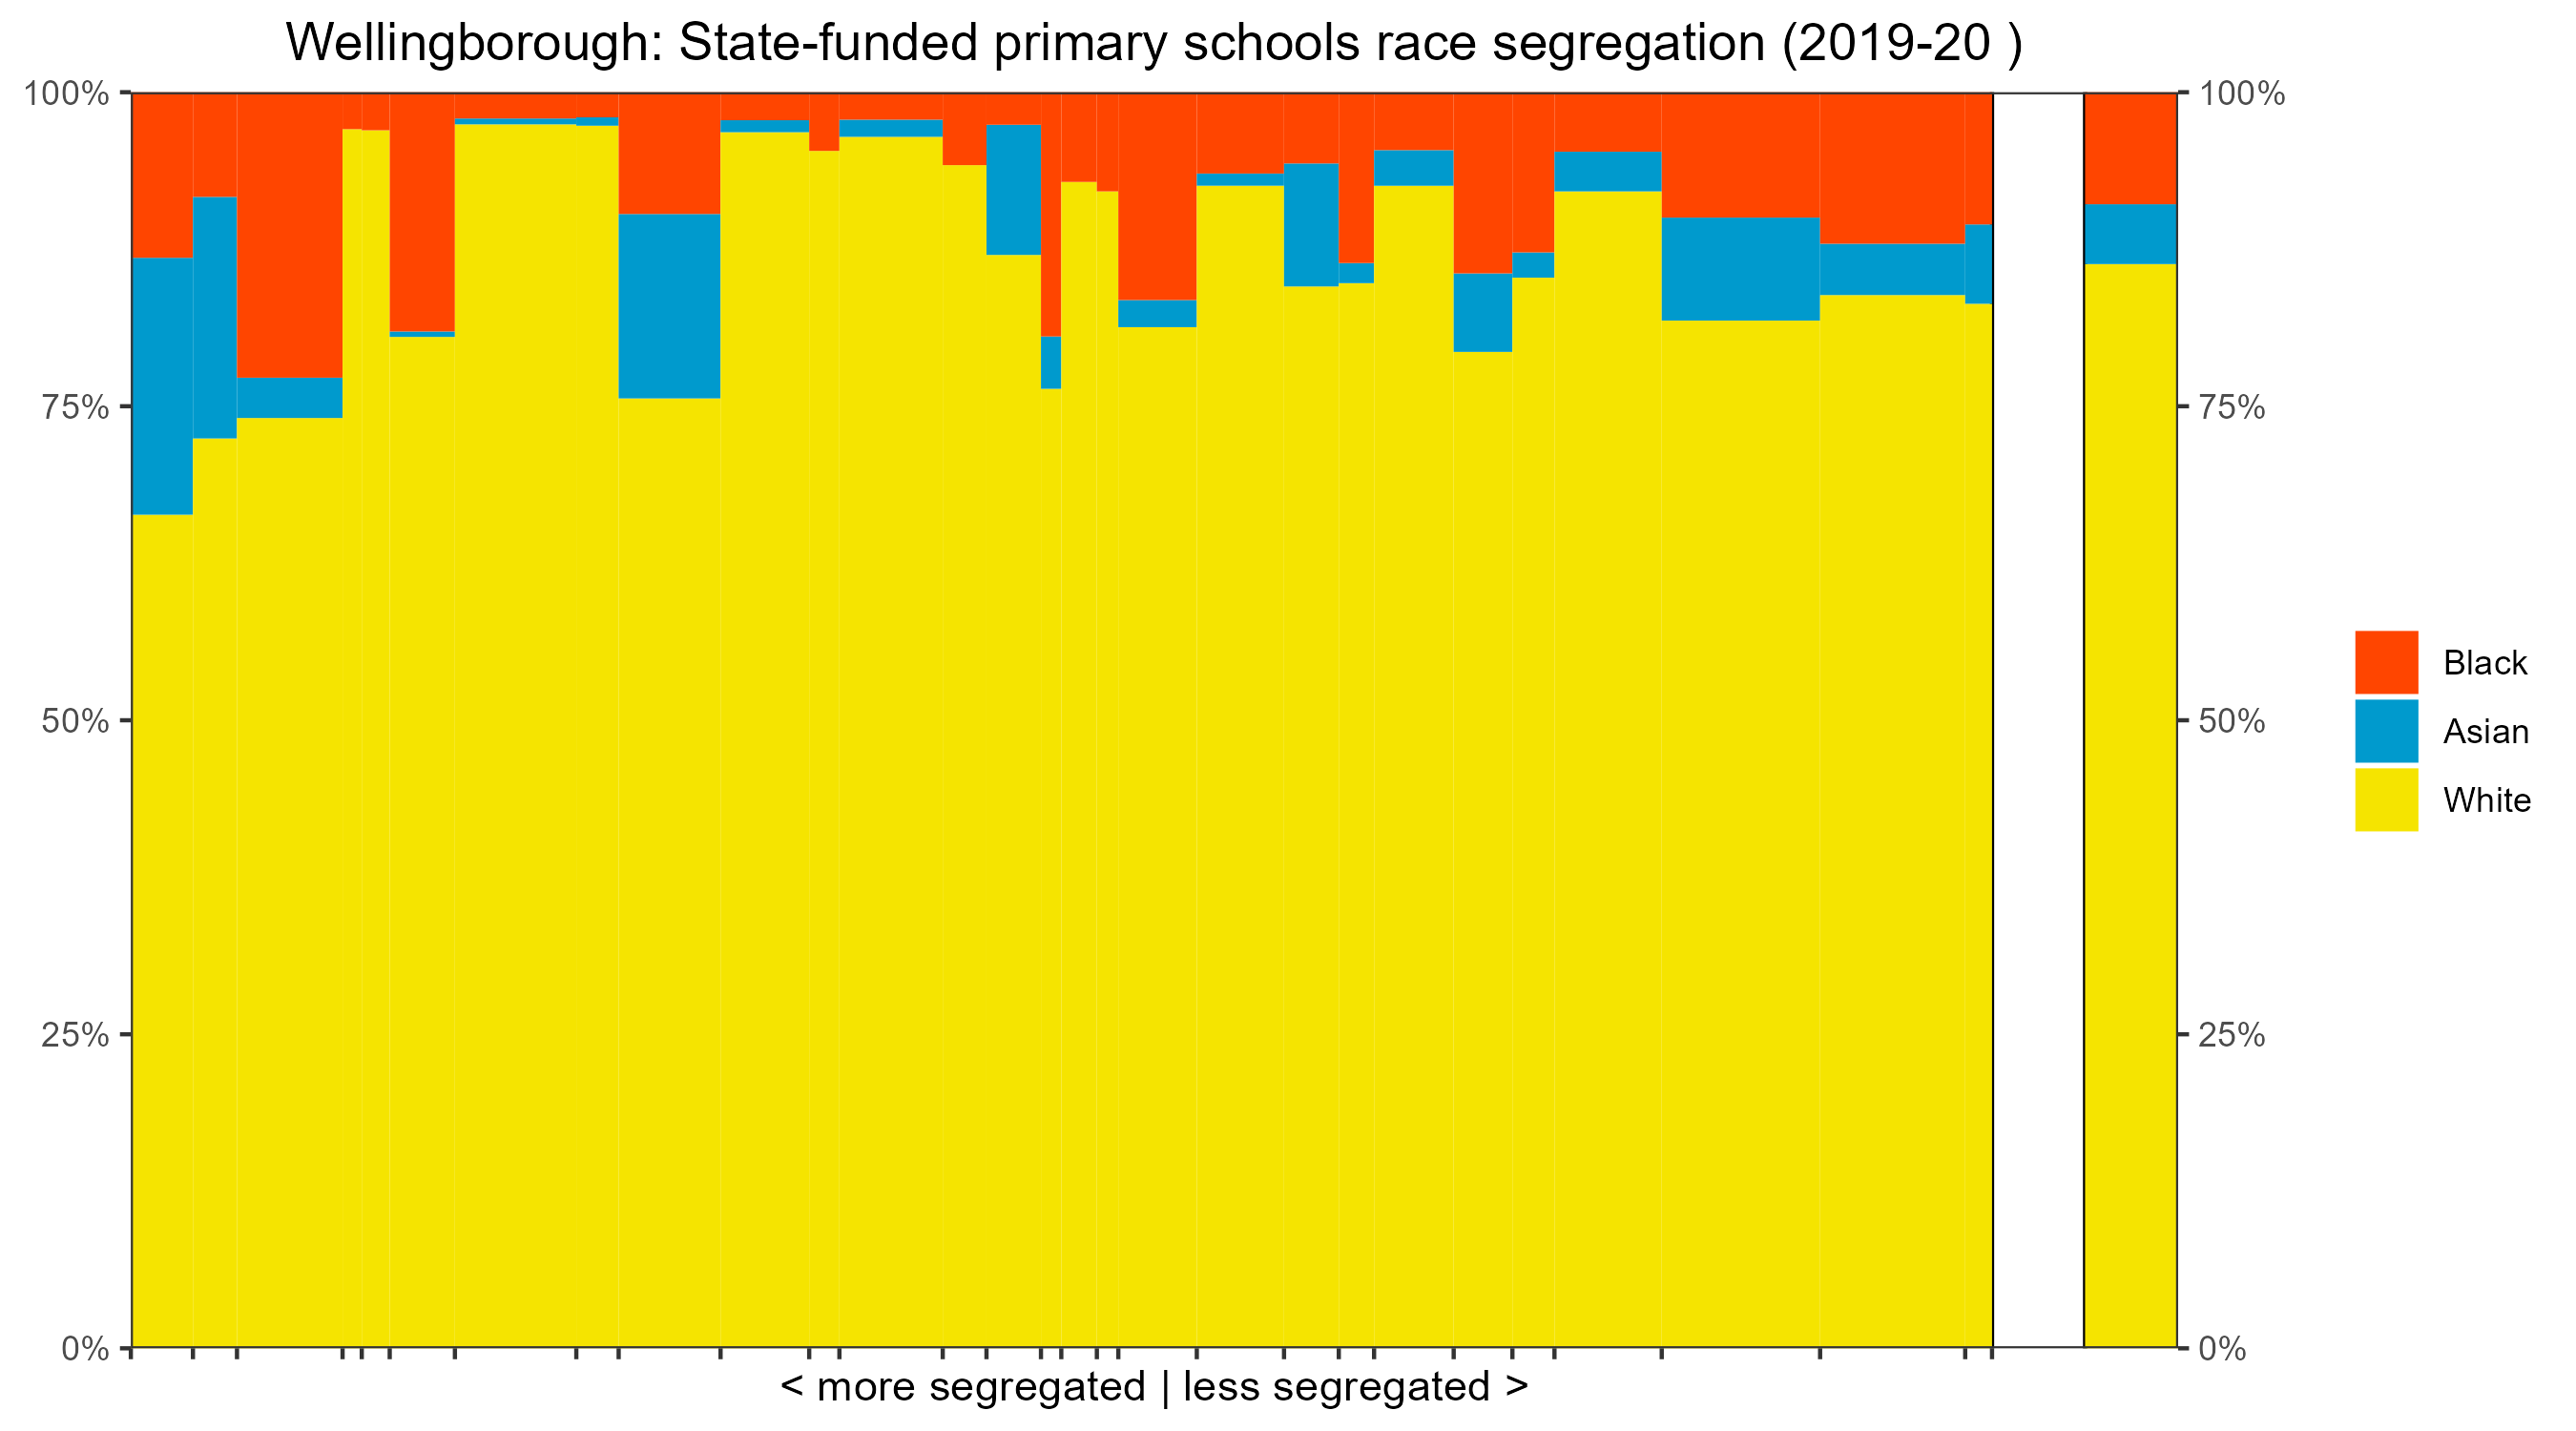 Wellingborough: State-funded primary schools race segregation (2019-20 )
100%
100%
75%
75%
50%
50%
25%
25%
0%
0%
Black
Asian
White
< more segregated | less segregated >